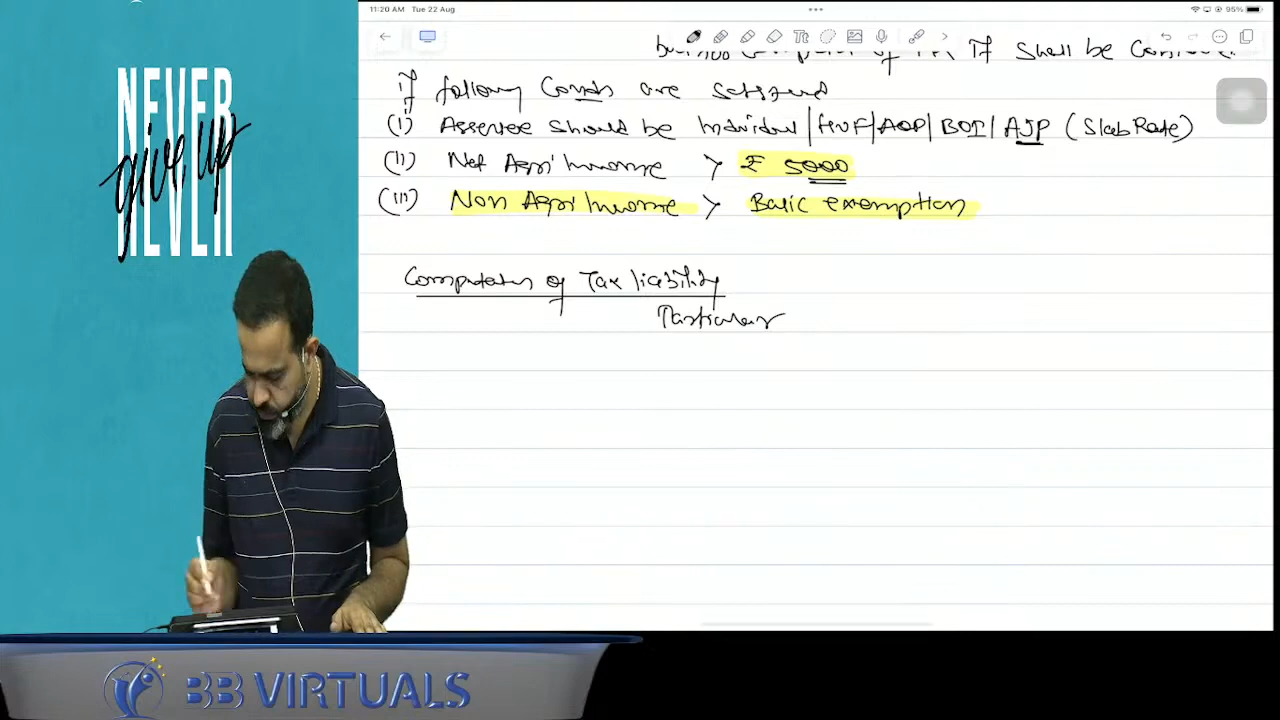 11:20 AM Tue 22 Aug
95%
NEVER
give up
NEVER
of If Shall be
If following Conds are satisfied
(i) Assessee should be Individual | HUF | AOP | BOI | AJP (Slab Rate)
(ii) Net Agri Income > ₹ 5000
(iii) Non Agri Income > Basic exemption
Computation of Tax liability
Particular
BB VIRTUALS